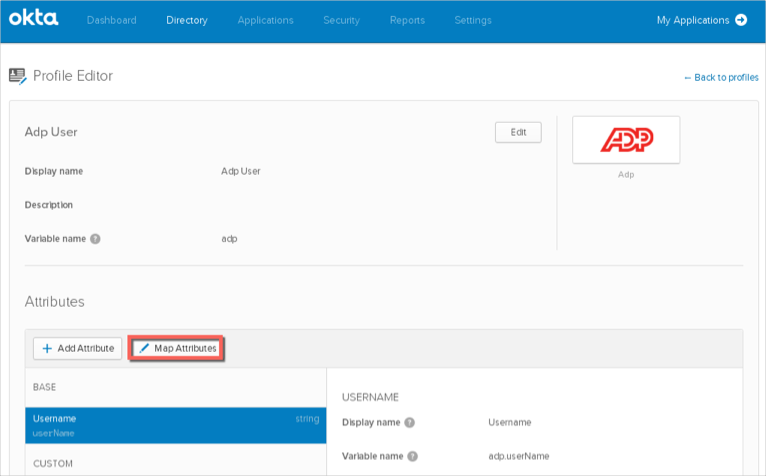 okta Dashboard Directory Applications Security Reports Settings My Applications
Profile Editor ← Back to profiles
Adp User Edit ADP
Display name Adp User Adp
Description
Variable name ? adp
Attributes
+ Add Attribute Map Attributes
BASE USERNAME
Username string Display name ? Username
userName
CUSTOM Variable name ? adp.userName